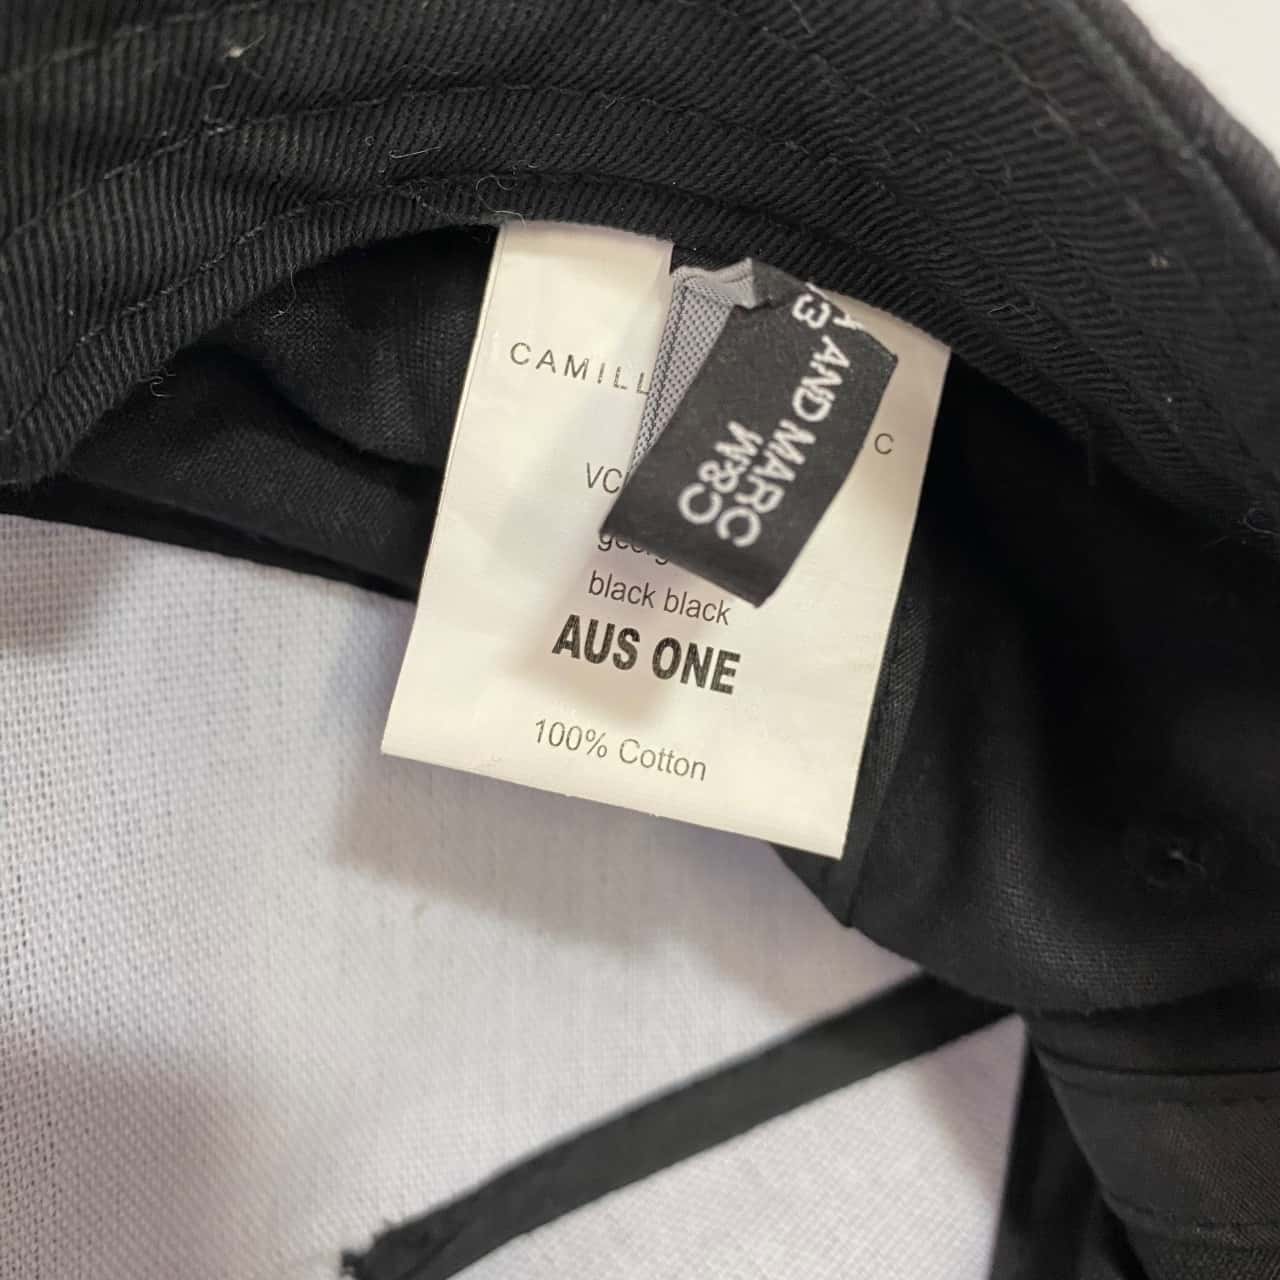 CAMILL
C
VC
AND MARC
C&M
black black
AUS ONE
100% Cotton